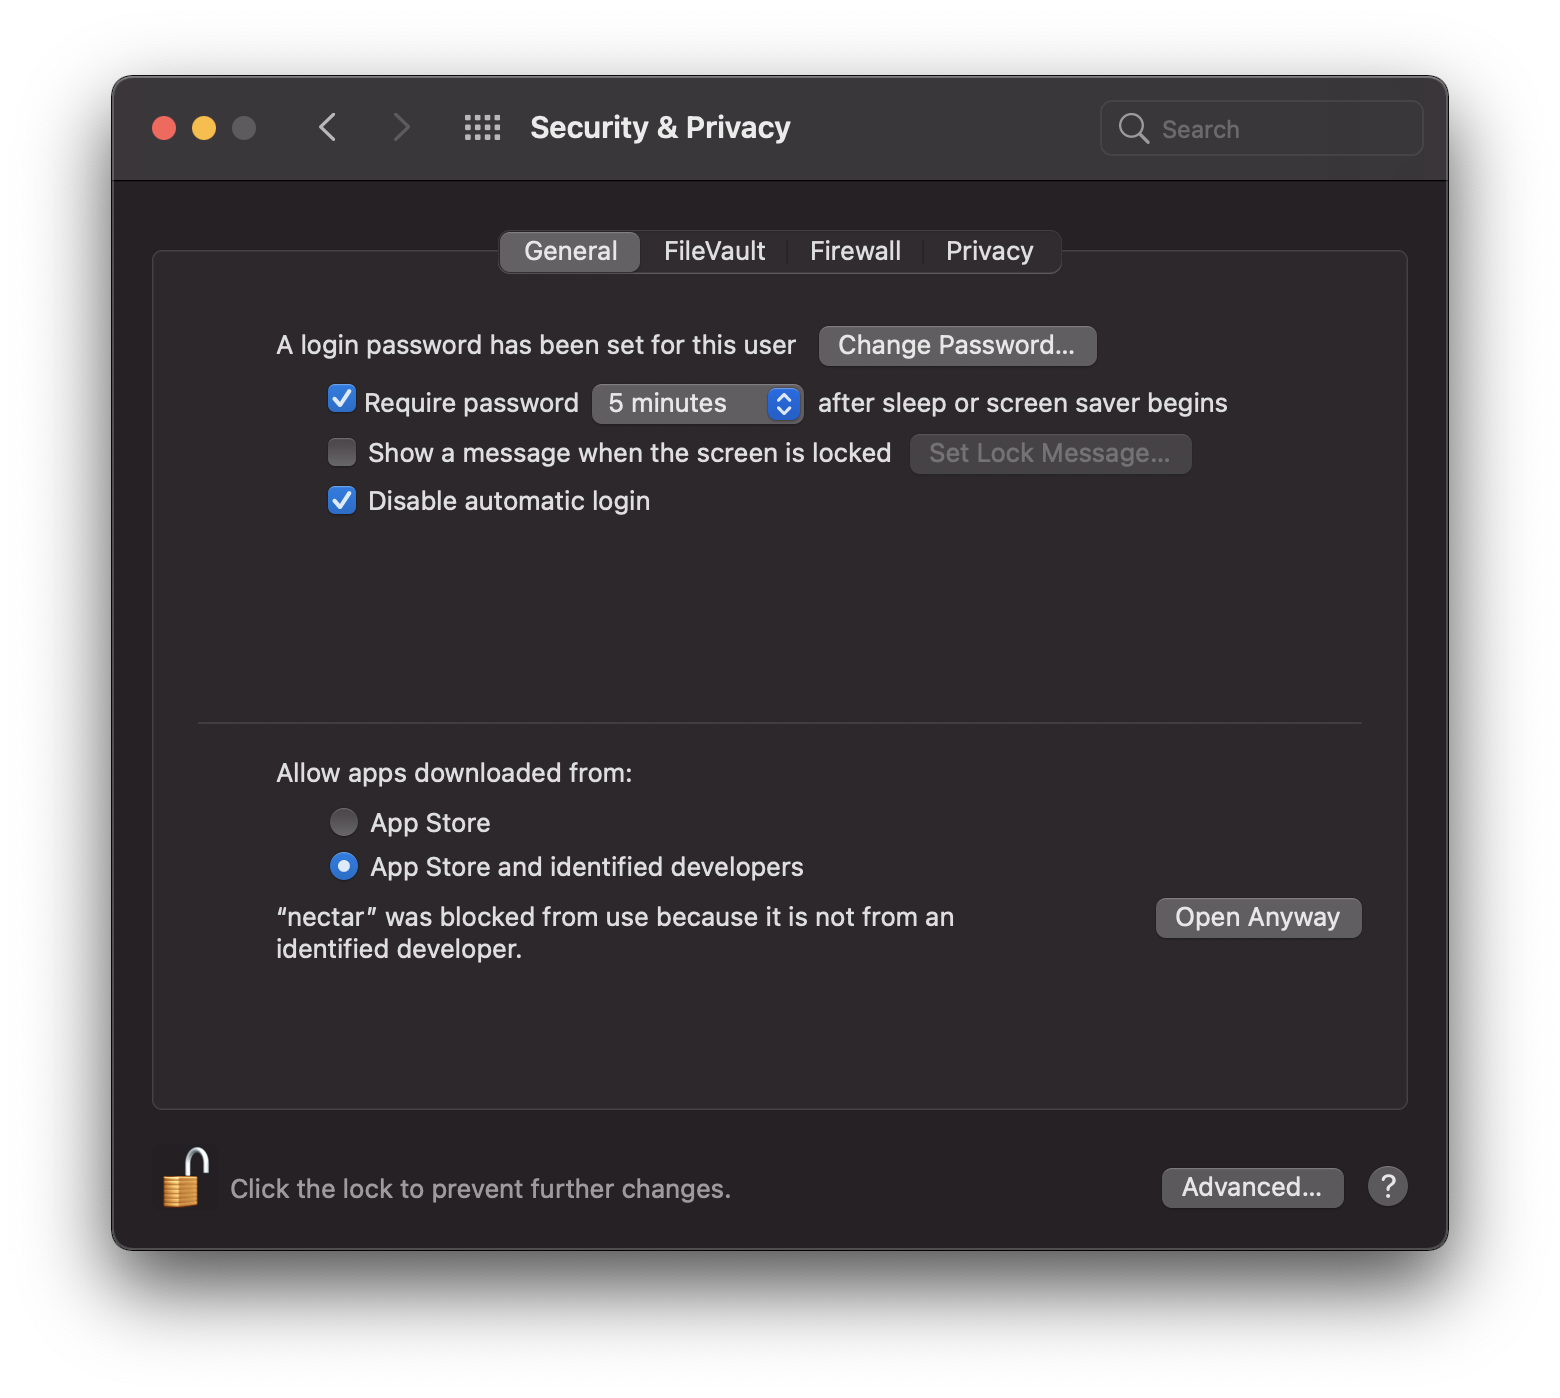 Security & Privacy
Search
General FileVault Firewall Privacy
A login password has been set for this user Change Password...
Require password 5 minutes after sleep or screen saver begins
Show a message when the screen is locked Set Lock Message...
Disable automatic login
Allow apps downloaded from:
App Store
App Store and identified developers
“nectar” was blocked from use because it is not from an Open Anyway
identified developer.
Click the lock to prevent further changes. Advanced... ?